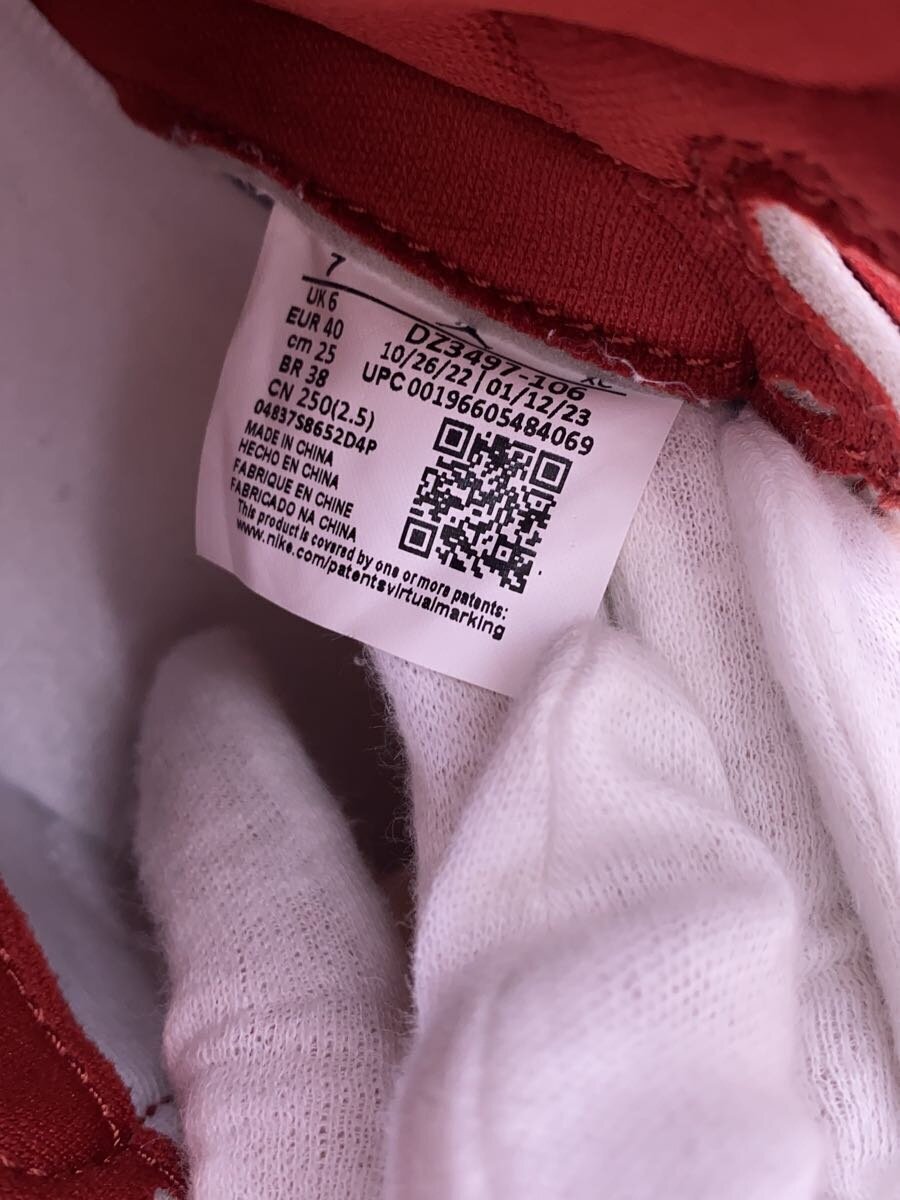 7
UK 6
EUR 40
cm 25
BR 38
CN 250(2.5)
04837S8652D4P
DZ3497-106
10/26/22 | 01/12/23
UPC 00196605484069
MADE IN CHINA
HECHO EN CHINA
FABRIQUE EN CHINE
FABRICADO NA CHINA
This product is covered by one or more patents:
www.nike.com/patentsvirtualmarking